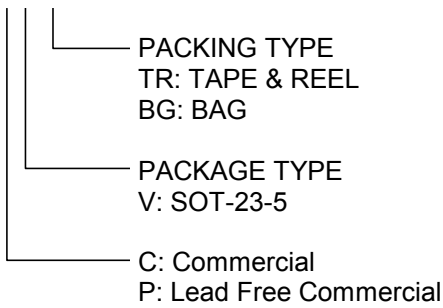 PACKING TYPE
TR: TAPE & REEL
BG: BAG
PACKAGE TYPE
V: SOT-23-5
C: Commercial
P: Lead Free Commercial